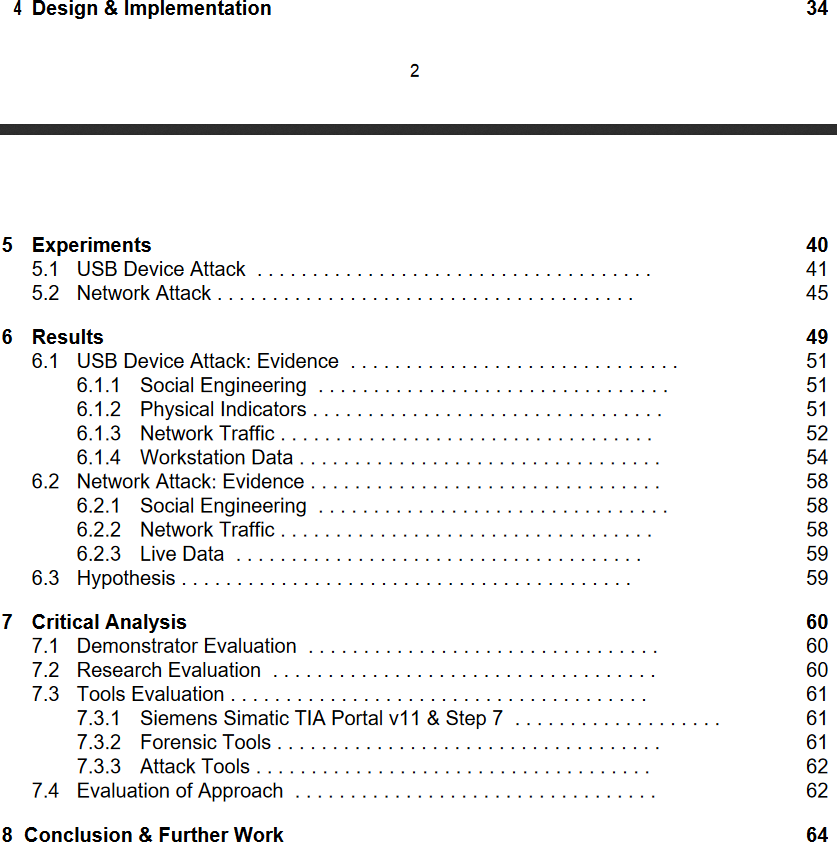 4 Design & Implementation 34
2
5 Experiments 40
5.1 USB Device Attack . . . . . . . . . . . . . . . . . . . . . . . . . . . . . . . . . . . . 41
5.2 Network Attack . . . . . . . . . . . . . . . . . . . . . . . . . . . . . . . . . . . . . . 45
6 Results 49
6.1 USB Device Attack: Evidence . . . . . . . . . . . . . . . . . . . . . . . . . . . . . . 51
6.1.1 Social Engineering . . . . . . . . . . . . . . . . . . . . . . . . . . . . . . . . 51
6.1.2 Physical Indicators . . . . . . . . . . . . . . . . . . . . . . . . . . . . . . . . 51
6.1.3 Network Traffic . . . . . . . . . . . . . . . . . . . . . . . . . . . . . . . . . . 52
6.1.4 Workstation Data . . . . . . . . . . . . . . . . . . . . . . . . . . . . . . . . . 54
6.2 Network Attack: Evidence . . . . . . . . . . . . . . . . . . . . . . . . . . . . . . . . 58
6.2.1 Social Engineering . . . . . . . . . . . . . . . . . . . . . . . . . . . . . . . . 58
6.2.2 Network Traffic . . . . . . . . . . . . . . . . . . . . . . . . . . . . . . . . . . 58
6.2.3 Live Data . . . . . . . . . . . . . . . . . . . . . . . . . . . . . . . . . . . . . 59
6.3 Hypothesis . . . . . . . . . . . . . . . . . . . . . . . . . . . . . . . . . . . . . . . . . 59
7 Critical Analysis 60
7.1 Demonstrator Evaluation . . . . . . . . . . . . . . . . . . . . . . . . . . . . . . . . 60
7.2 Research Evaluation . . . . . . . . . . . . . . . . . . . . . . . . . . . . . . . . . . . 60
7.3 Tools Evaluation . . . . . . . . . . . . . . . . . . . . . . . . . . . . . . . . . . . . . . 61
7.3.1 Siemens Simatic TIA Portal v11 & Step 7 . . . . . . . . . . . . . . . . . . . 61
7.3.2 Forensic Tools . . . . . . . . . . . . . . . . . . . . . . . . . . . . . . . . . . . 61
7.3.3 Attack Tools . . . . . . . . . . . . . . . . . . . . . . . . . . . . . . . . . . . . 62
7.4 Evaluation of Approach . . . . . . . . . . . . . . . . . . . . . . . . . . . . . . . . . 62
8 Conclusion & Further Work 64